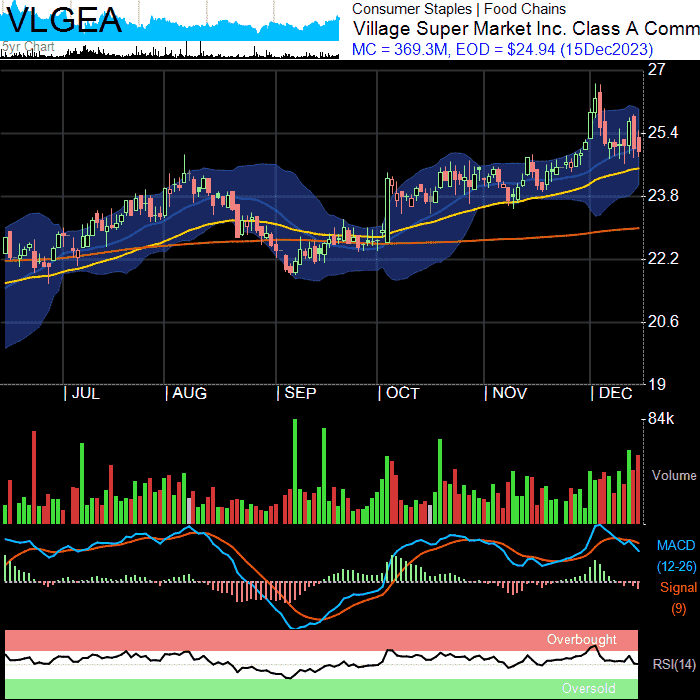 VLGEA
5yr Chart
Consumer Staples | Food Chains
Village Super Market Inc. Class A Comm
MC = 369.3M, EOD = $24.94 (15Dec2023)
27
25.4
23.8
22.2
20.6
19
| JUL | AUG | SEP | OCT | NOV | DEC
84k
Volume
MACD
(12-26)
Signal
(9)
Overbought
RSI(14)
Oversold